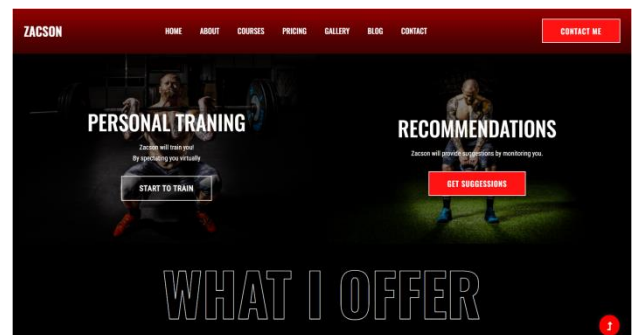 ZACSON
HOME ABOUT COURSES PRICING GALLERY BLOG CONTACT
CONTACT ME
PERSONAL TRANING
Zacson will train you!
By spectating you virtually
START TO TRAIN
RECOMMENDATIONS
Zacson will provide suggestions by monitoring you.
GET SUGGESSIONS
WHAT I OFFER